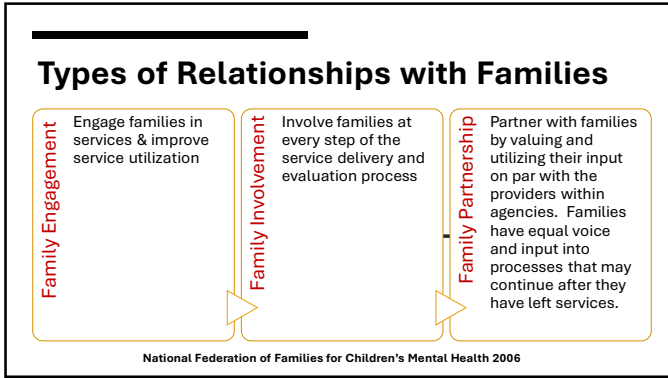 Types of Relationships with Families
Family Engagement
Engage families in
services & improve
service utilization
Family Involvement
Involve families at
every step of the
service delivery and
evaluation process
Family Partnership
Partner with families
by valuing and
utilizing their input
on par with the
providers within
agencies.  Families
have equal voice
and input into
processes that may
continue after they
have left services.
National Federation of Families for Children's Mental Health 2006